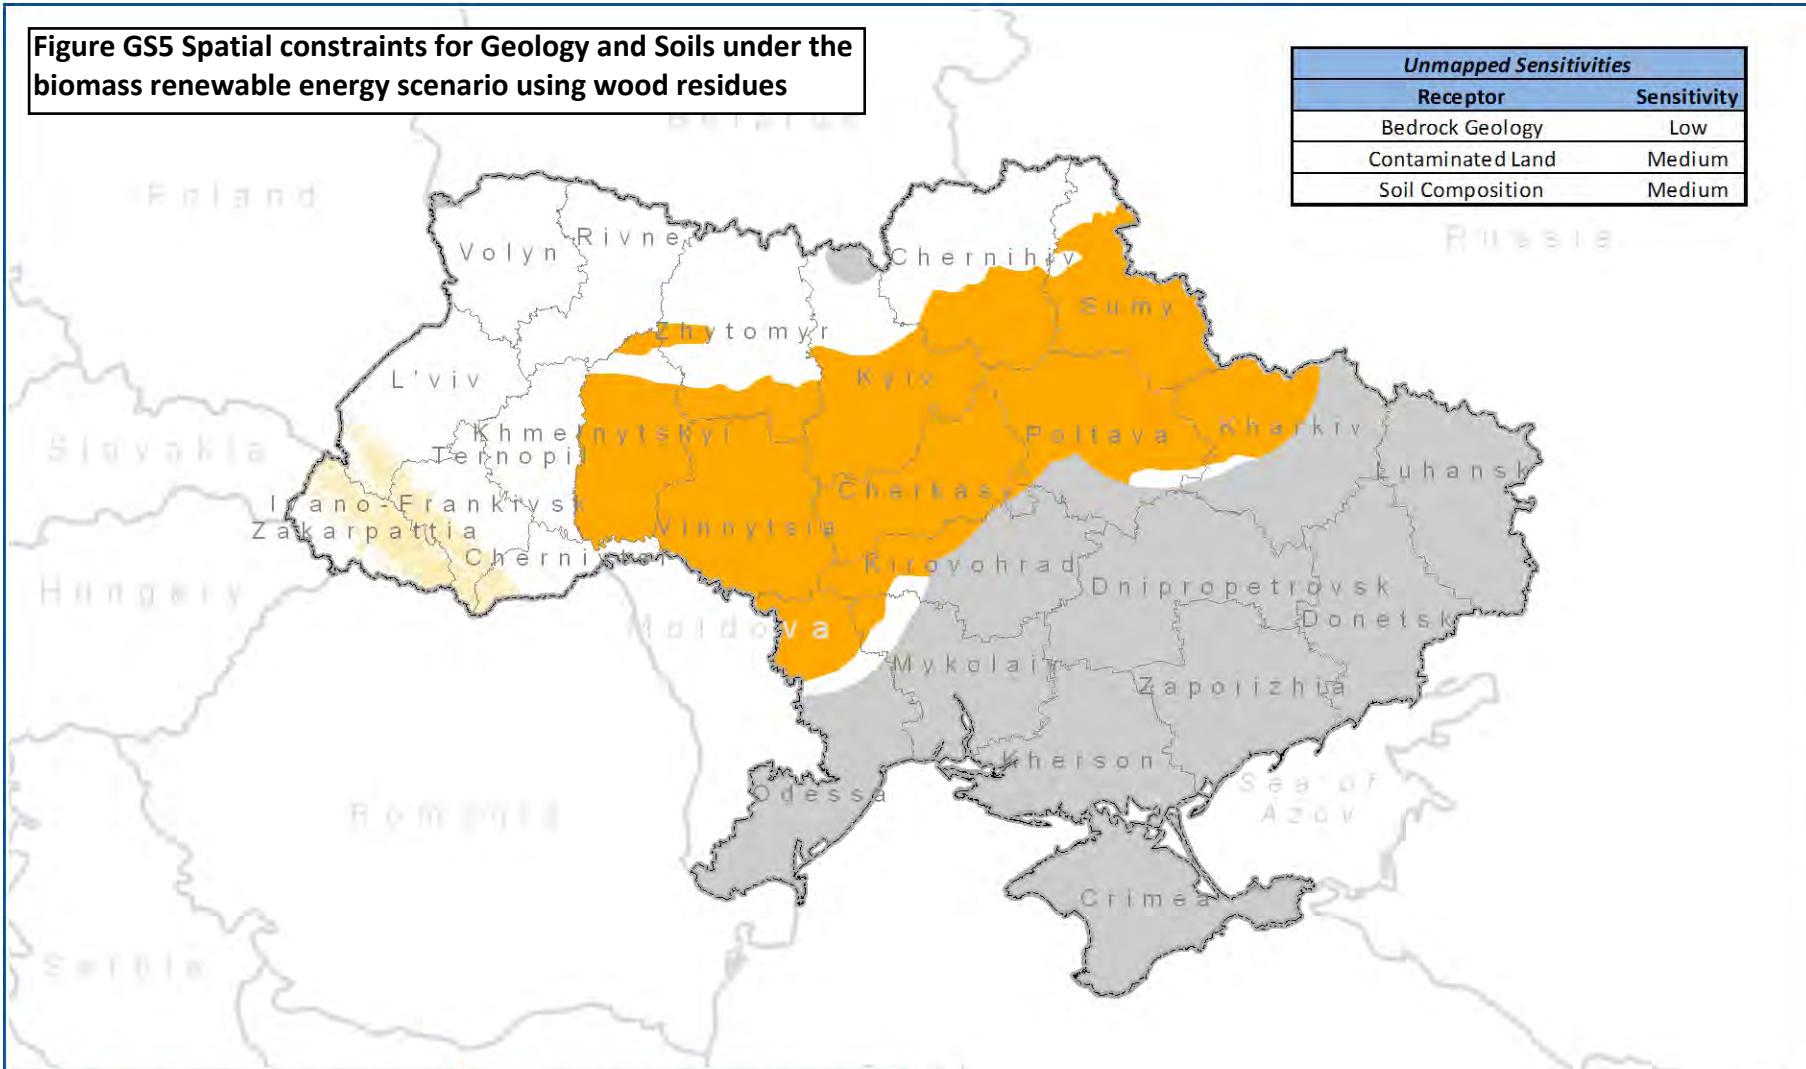 Figure GS5 Spatial constraints for Geology and Soils under the
biomass renewable energy scenario using wood residues
Unmapped Sensitivities
Receptor Sensitivity
Bedrock Geology Low
Contaminated Land Medium
Soil Composition Medium
Belarus
Poland
Russia
Volyn
Rivne
Chernihiv
Sumy
Zhytomyr
L'viv
Kyiv
Khmelnytskyi
Ternopil
Poltava
Kharkiv
Slovakia
Luhansk
Cherkasy
Ivano-Frankivsk
Zakarpattia
Vinnytsia
Chernivtsi
Kirovohrad
Dnipropetrovsk
Hungary
Donetsk
Moldova
Mykolaiv
Zaporizhia
Kherson
Odessa
Sea of
Azov
Romania
Crimea
Serbia